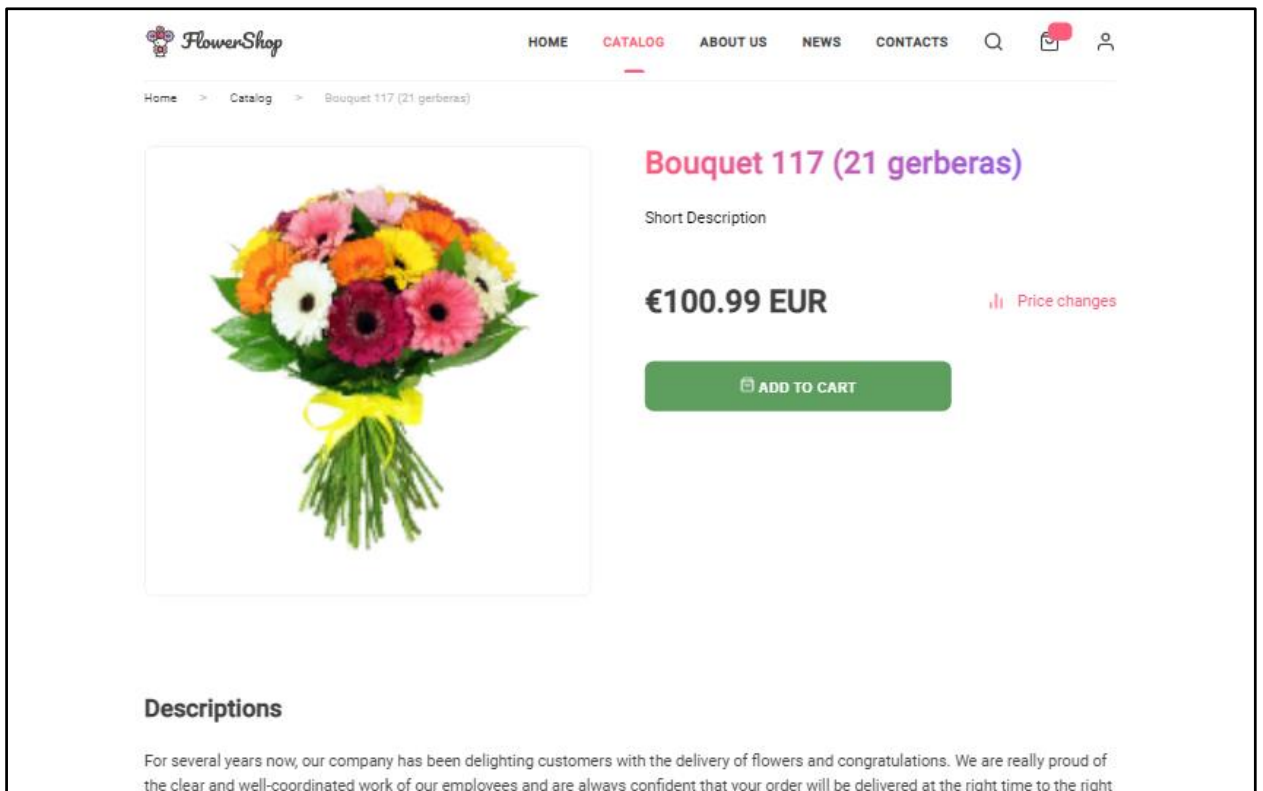 FlowerShop HOME CATALOG ABOUT US NEWS CONTACTS
Home > Catalog > Bouquet 117 (21 gerberas)
Bouquet 117 (21 gerberas)
Short Description
€100.99 EUR Price changes
ADD TO CART
Descriptions
For several years now, our company has been delighting customers with the delivery of flowers and congratulations. We are really proud of
the clear and well-coordinated work of our employees and are always confident that your order will be delivered at the right time to the right